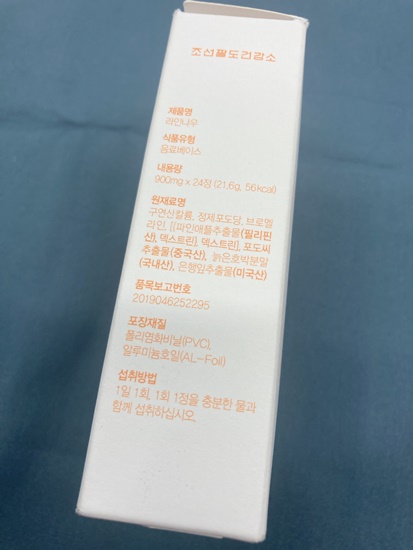 조선팔도건강소
제품명
라인나우
식품유형
음료베이스
내용량
900mg x 24정 (21.6g, 56kcal)
원재료명
구연산칼륨, 정제포도당, 브로멜
라인, [(파인애플추출물(필리핀
산), 덱스트린), 덱스트린], 포도씨
추출물(중국산), 늙은호박분말
(국내산), 은행잎추출물(미국산)
품목보고번호
2019046252295
포장재질
폴리염화비닐(PVC),
알루미늄호일(AL-Foil)
섭취방법
1일 1회, 1회 1정을 충분한 물과
함께 섭취하십시오.